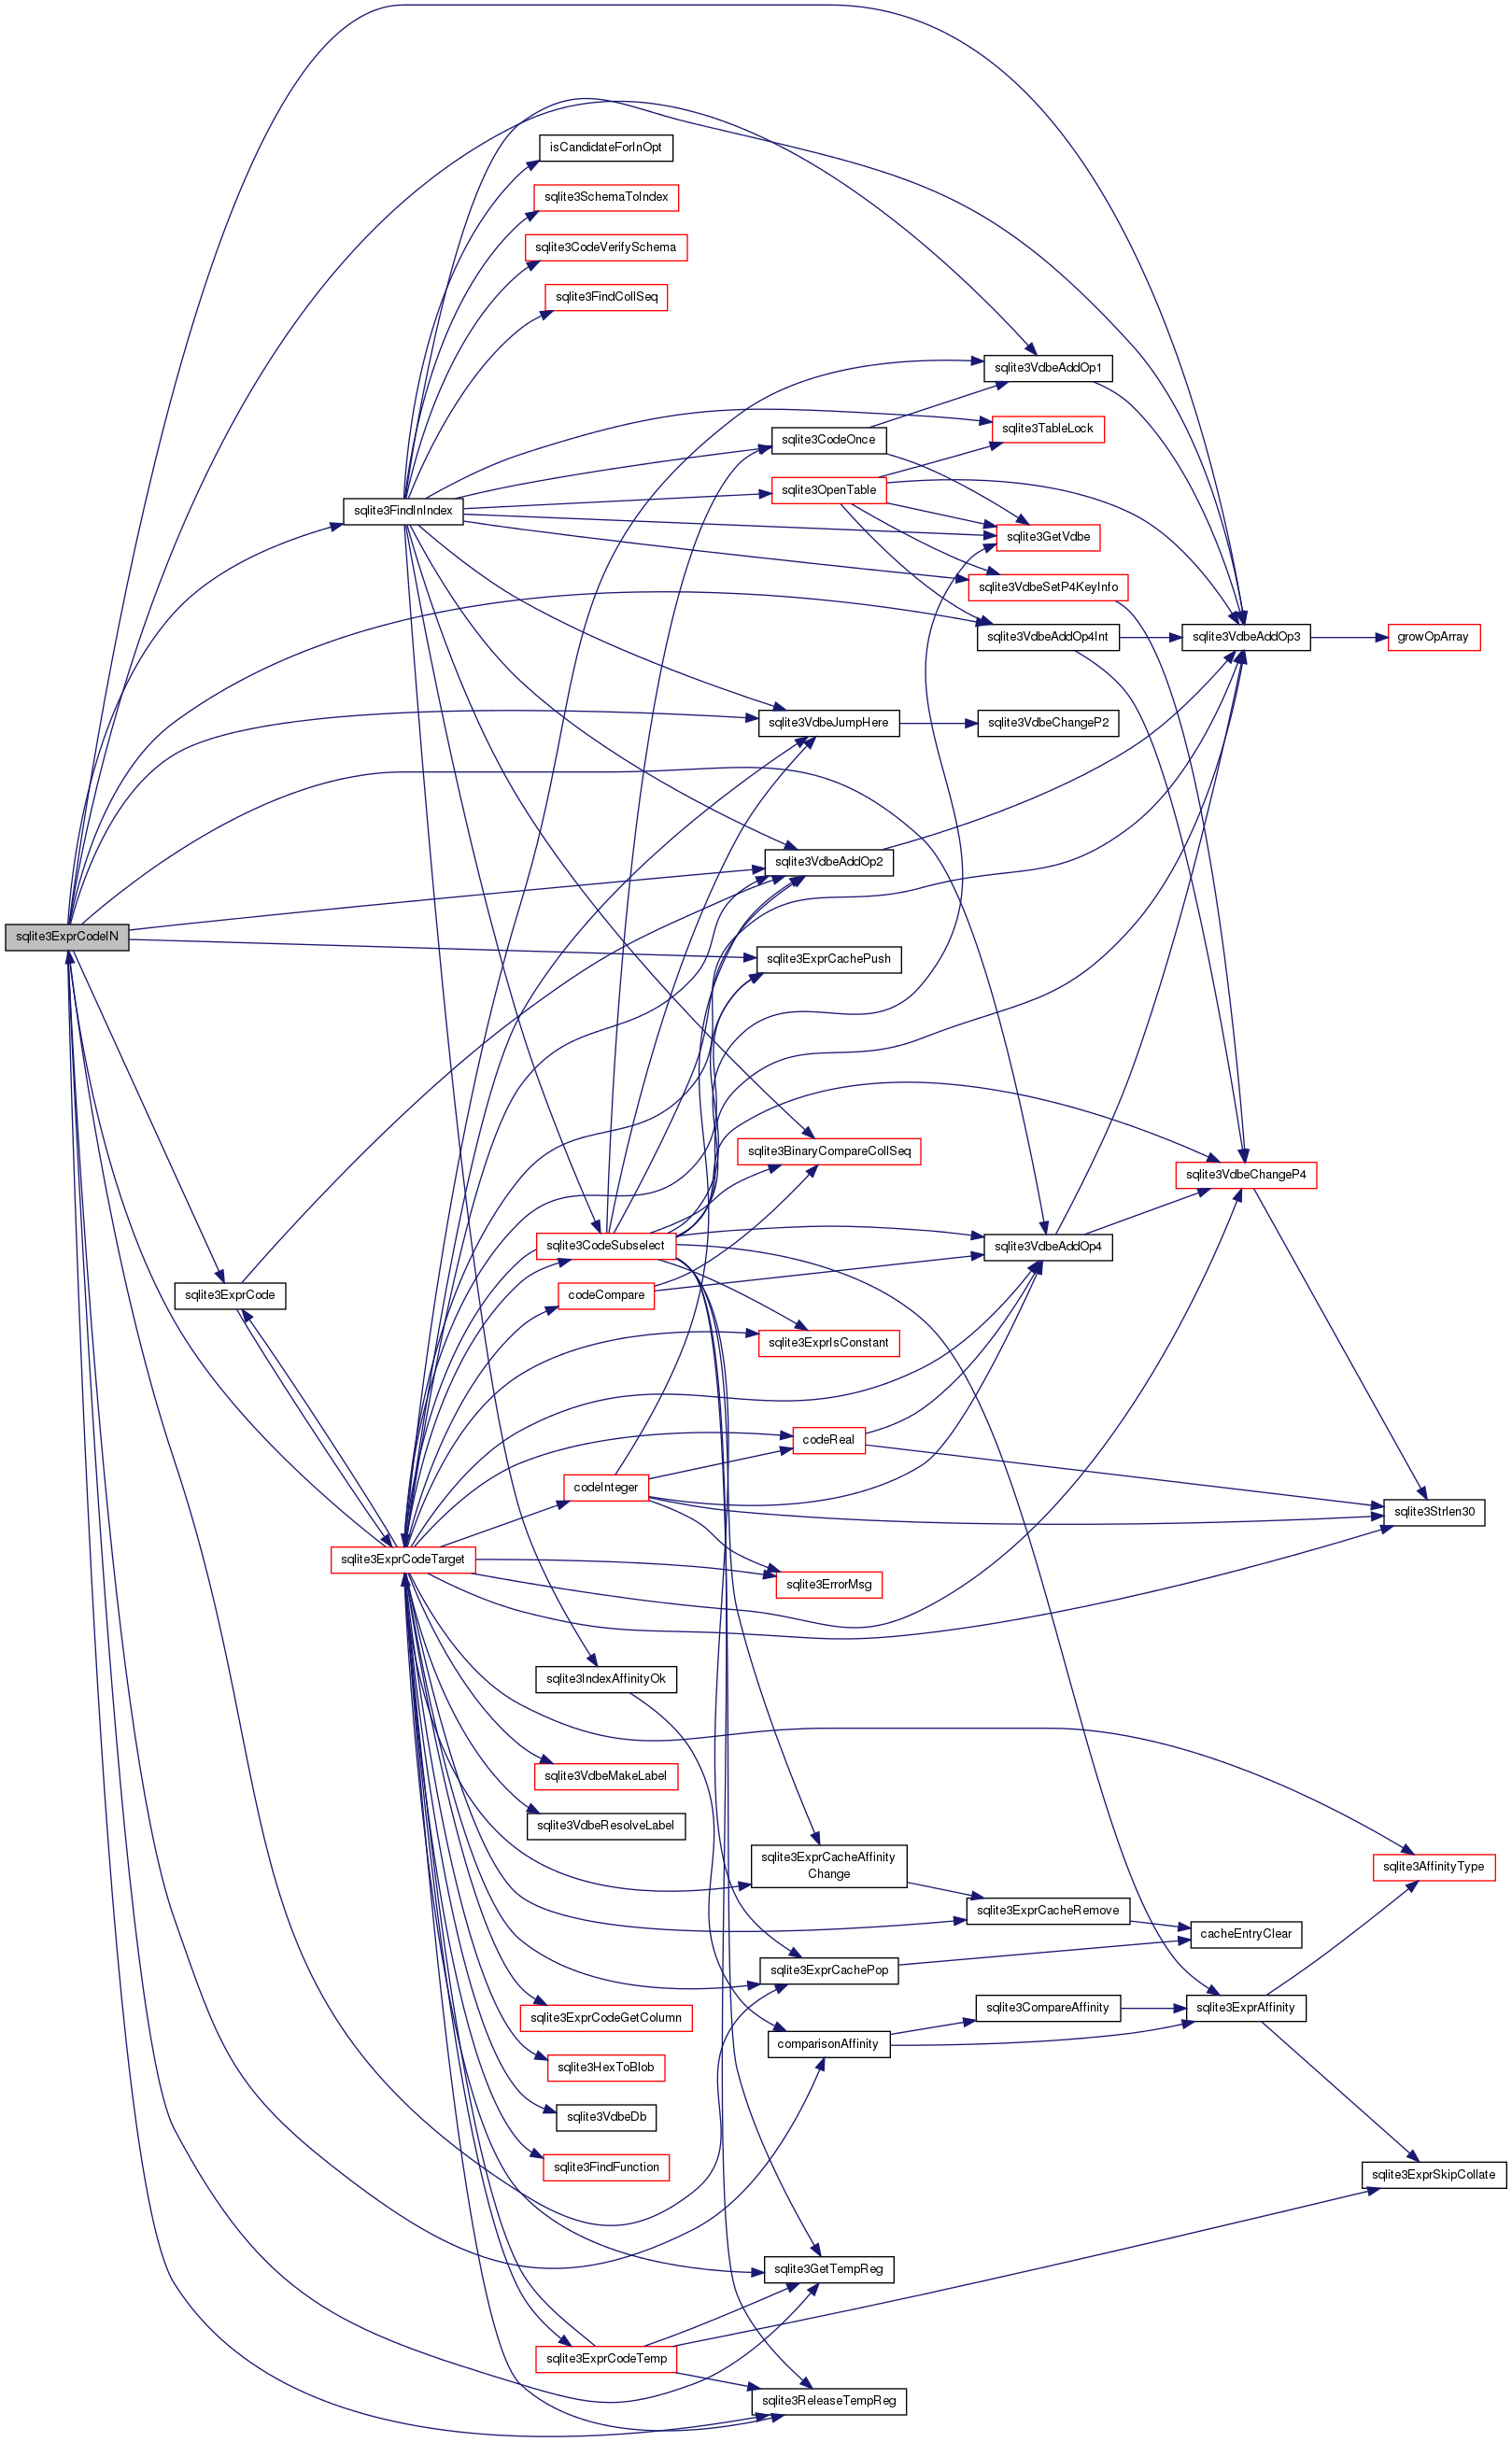 isCandidateForInOpt
sqlite3SchemaToIndex
sqlite3CodeVerifySchema
sqlite3FindCollSeq
sqlite3VdbeAddOp1
sqlite3TableLock
sqlite3CodeOnce
sqlite3OpenTable
sqlite3FindInIndex
sqlite3GetVdbe
sqlite3VdbeSetP4KeyInfo
sqlite3VdbeAddOp4Int
sqlite3VdbeAddOp3
growOpArray
sqlite3VdbeJumpHere
sqlite3VdbeChangeP2
sqlite3VdbeAddOp2
sqlite3ExprCodeIN
sqlite3ExprCachePush
sqlite3BinaryCompareCollSeq
sqlite3VdbeChangeP4
sqlite3CodeSubselect
sqlite3VdbeAddOp4
sqlite3ExprCode
codeCompare
sqlite3ExprIsConstant
codeReal
codeInteger
sqlite3Strlen30
sqlite3ExprCodeTarget
sqlite3ErrorMsg
sqlite3IndexAffinityOk
sqlite3VdbeMakeLabel
sqlite3VdbeResolveLabel
sqlite3ExprCacheAffinity
Change
sqlite3AffinityType
sqlite3ExprCacheRemove
cacheEntryClear
sqlite3ExprCachePop
sqlite3ExprCodeGetColumn
sqlite3CompareAffinity
sqlite3ExprAffinity
comparisonAffinity
sqlite3HexToBlob
sqlite3VdbeDb
sqlite3FindFunction
sqlite3ExprSkipCollate
sqlite3GetTempReg
sqlite3ExprCodeTemp
sqlite3ReleaseTempReg